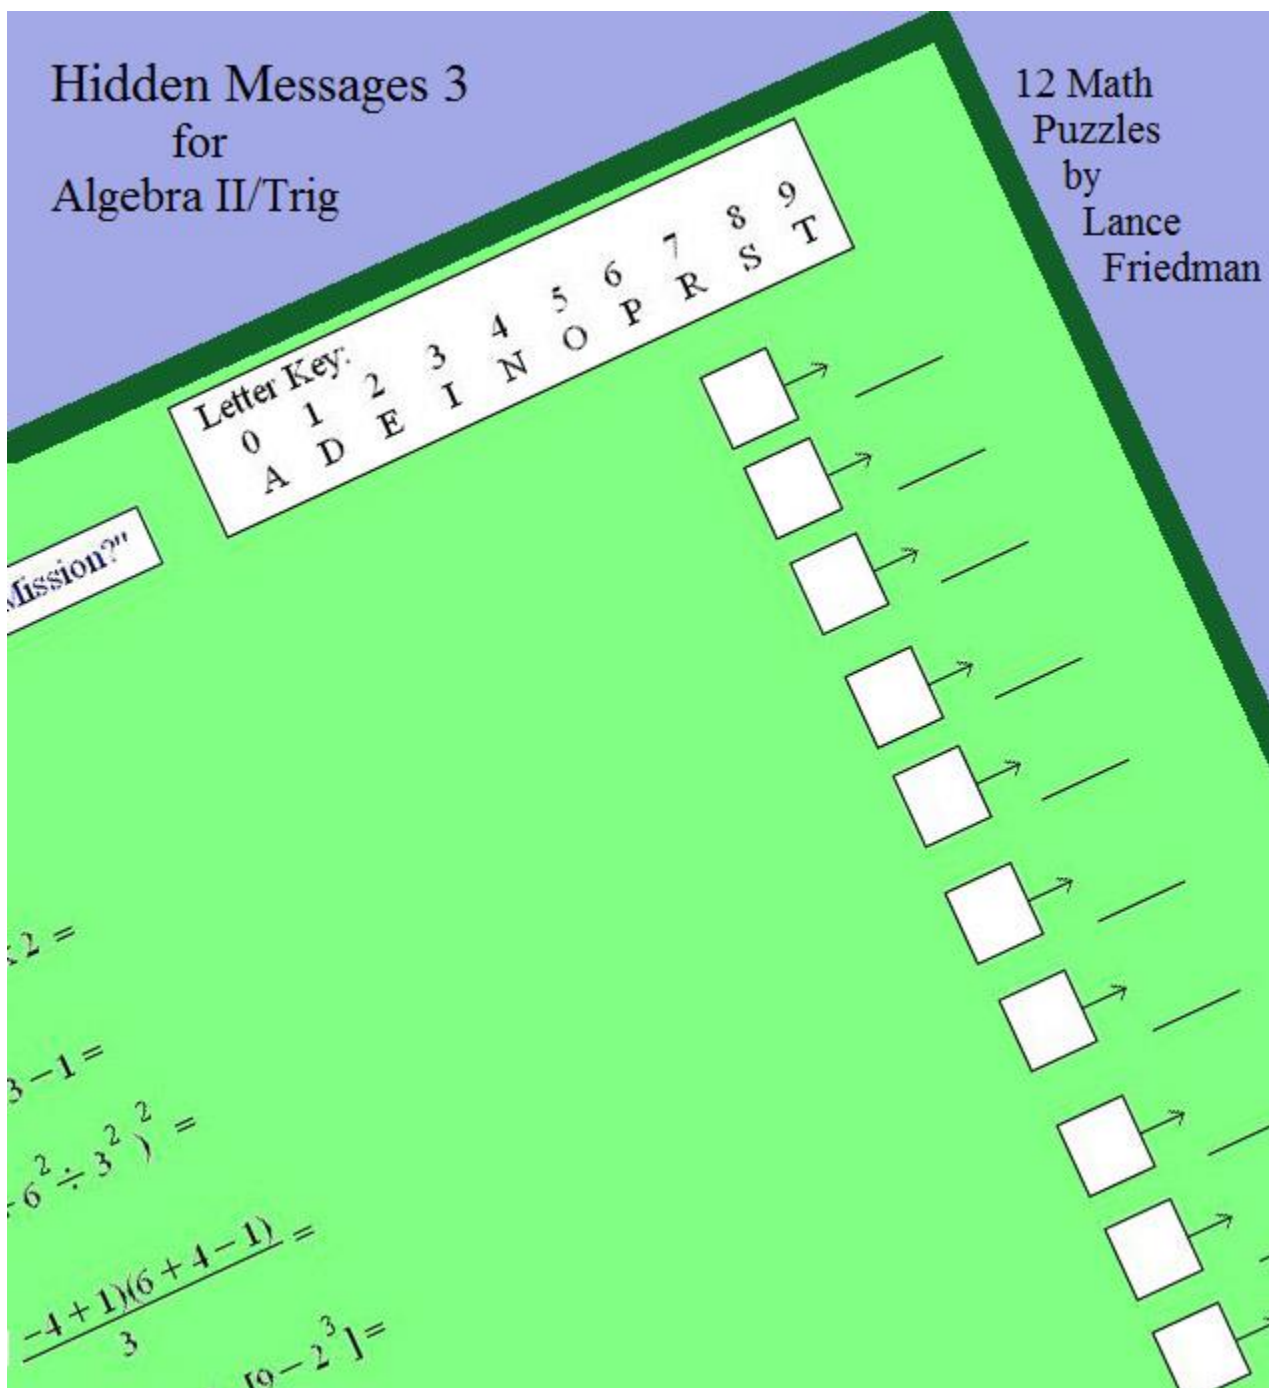 Hidden Messages 3
for
Algebra II/Trig
12 Math
Puzzles
by
Lance
Friedman
Letter Key:
0 1 2 3 4 5 6 7 8 9
A D E I N O P R S T
Mission?"
2 =
3 − 1 =
6² ÷ 3²)² =
−4 + 1)(6 + 4 − 1) =
3
[9 − 2³] =